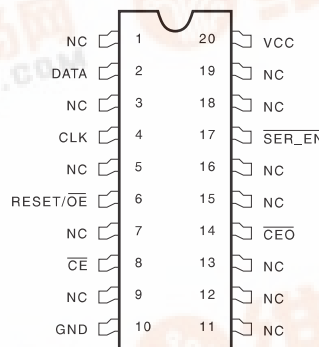 NC 1 20 VCC
DATA 2 19 NC
NC 3 18 NC
CLK 4 17 SER_EN
NC 5 16 NC
RESET/OE 6 15 NC
NC 7 14 CEO
CE 8 13 NC
NC 9 12 NC
GND 10 11 NC